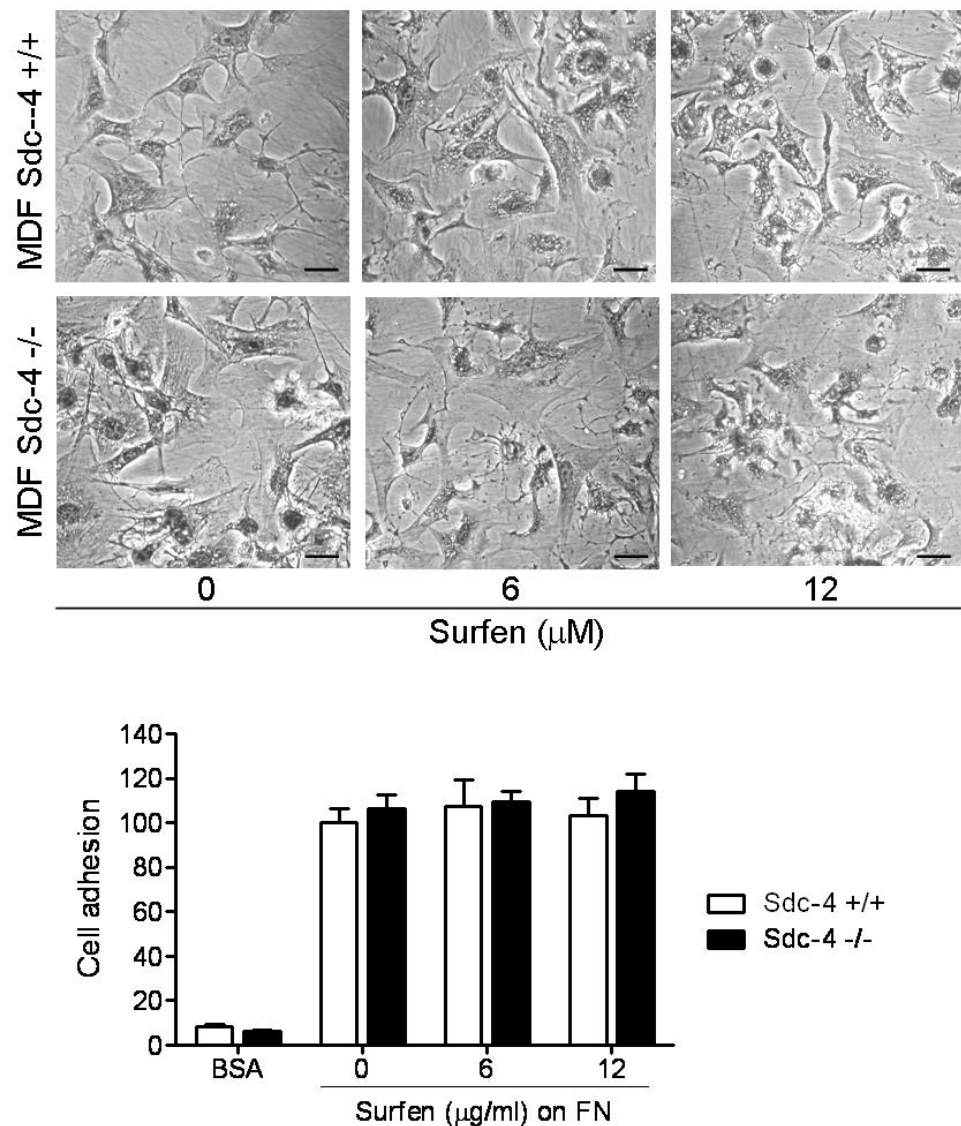 MDF Sdc--4 +/+
MDF Sdc-4 -/-
0 6 12
Surfen (μM)
140
120
100
80
60
40
20
0
Cell adhesion
BSA 0 6 12
Surfen (μg/ml) on FN
Sdc-4 +/+
Sdc-4 -/-